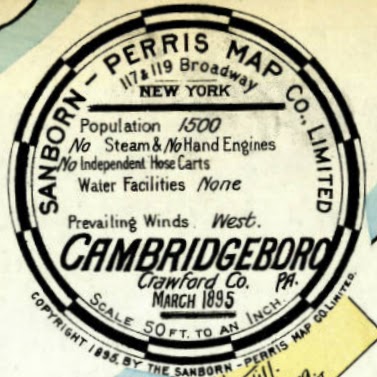 SANBORN - PERRIS MAP CO., LIMITED
117 & 119 Broadway
NEW YORK
Population 1500
No Steam & No Hand Engines
No Independent Hose Carts
Water Facilities None
Prevailing Winds. West.
CAMBRIDGEBORO
Crawford Co. PA.
MARCH 1895
SCALE 50 FT. TO AN INCH.
COPYRIGHT 1895, BY THE SANBORN - PERRIS MAP CO. LIMITED.